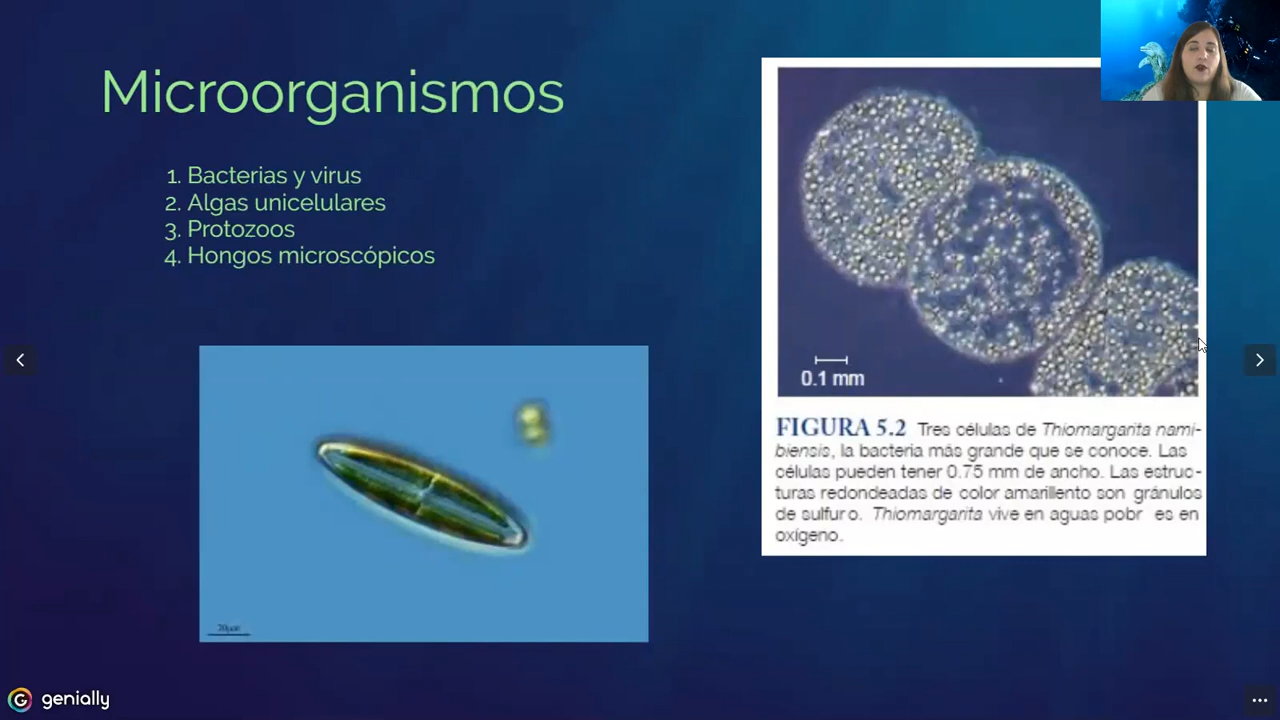 Microorganismos
1. Bacterias y virus
2. Algas unicelulares
3. Protozoos
4. Hongos microscópicos
0.1 mm
FIGURA 5.2 Tres células de Thiomargarita nami-
biensis, la bacteria más grande que se conoce. Las
células pueden tener 0.75 mm de ancho. Las estruc-
turas redondeadas de color amarillento son gránulos
de sulfur o. Thiomargarita vive en aguas pobr es en
oxígeno.
20µm
genially